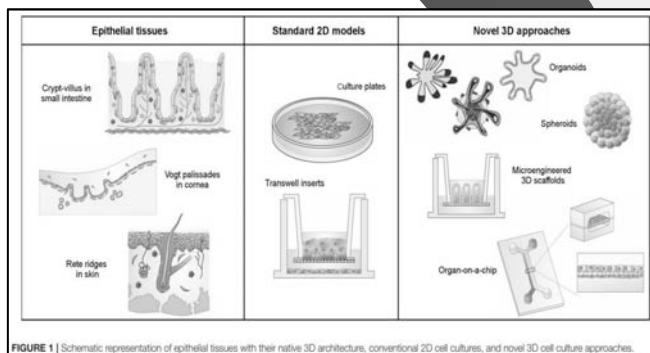 Epithelial tissues
Standard 2D models
Novel 3D approaches
Crypt-villus in
small intestine
Vogt palissades
in cornea
Rete ridges
in skin
Culture plates
Transwell inserts
Organoids
Spheroids
Microengineered
3D scaffolds
Organ-on-a-chip
FIGURE 1 | Schematic representation of epithelial tissues with their native 3D architecture, conventional 2D cell cultures, and novel 3D cell culture approaches.